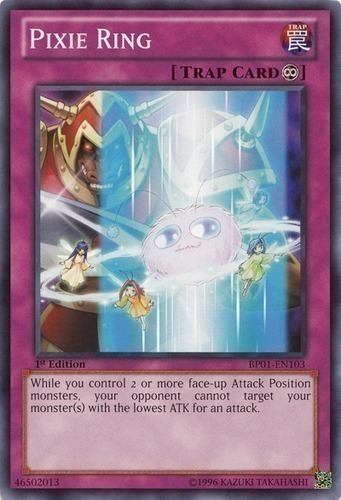 PIXIE RING
TRAP
罠
[TRAP CARD∞]
1st Edition
BP01-EN103
While you control 2 or more face-up Attack Position
monsters, your opponent cannot target your
monster(s) with the lowest ATK for an attack.
46502013
©1996 KAZUKI TAKAHASHI